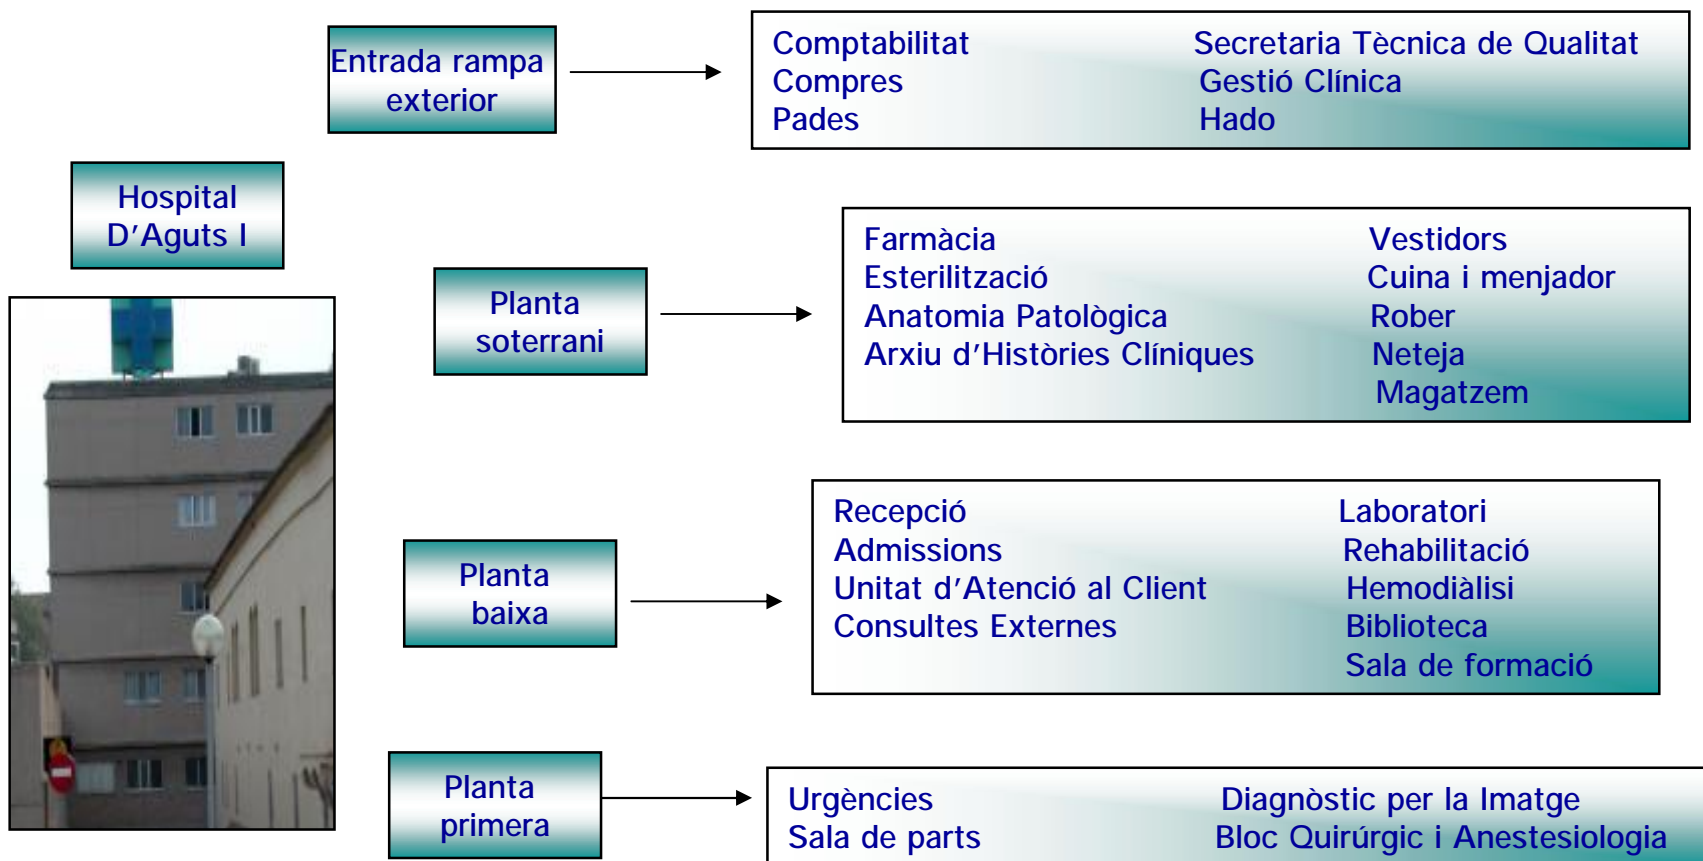 Entrada rampa
exterior
Comptabilitat
Compres
Pades
Secretaria Tècnica de Qualitat
Gestió Clínica
Hado
Hospital
D'Aguts I
Planta
soterrani
Farmàcia
Esterilització
Anatomia Patològica
Arxiu d'Històries Clíniques
Vestidors
Cuina i menjador
Rober
Neteja
Magatzem
Planta
baixa
Recepció
Admissions
Unitat d'Atenció al Client
Consultes Externes
Laboratori
Rehabilitació
Hemodiàlisi
Biblioteca
Sala de formació
Planta
primera
Urgències
Sala de parts
Diagnòstic per la Imatge
Bloc Quirúrgic i Anestesiologia